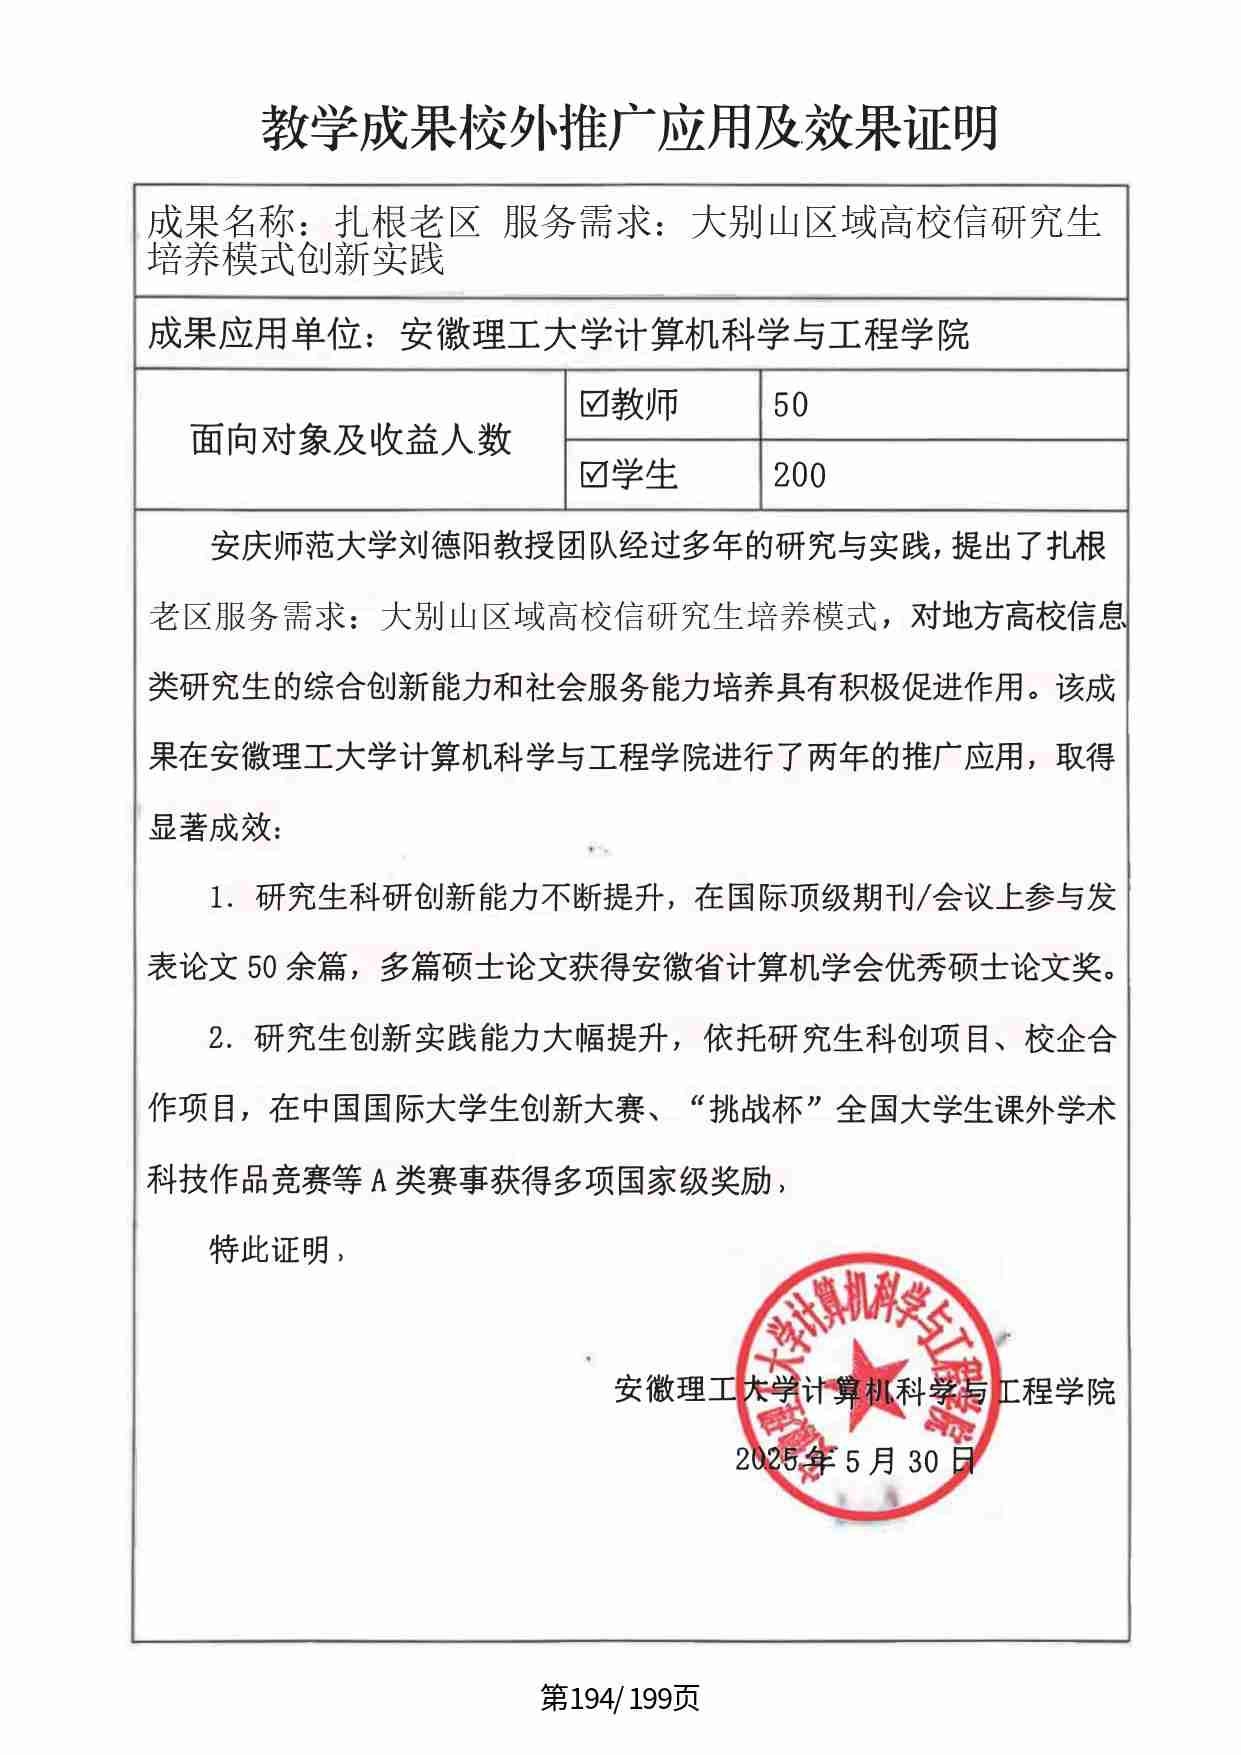 教学成果校外推广应用及效果证明
成果名称：扎根老区 服务需求：大别山区域高校信研究生
培养模式创新实践
成果应用单位：安徽理工大学计算机科学与工程学院
面向对象及收益人数
☑教师
50
☑学生
200
安庆师范大学刘德阳教授团队经过多年的研究与实践，提出了扎根
老区服务需求：大别山区域高校信研究生培养模式，对地方高校信息
类研究生的综合创新能力和社会服务能力培养具有积极促进作用。该成
果在安徽理工大学计算机科学与工程学院进行了两年的推广应用，取得
显著成效：
1. 研究生科研创新能力不断提升，在国际顶级期刊/会议上参与发
表论文 50 余篇，多篇硕士论文获得安徽省计算机学会优秀硕士论文奖。
2. 研究生创新实践能力大幅提升，依托研究生科创项目、校企合
作项目，在中国国际大学生创新大赛、“挑战杯”全国大学生课外学术
科技作品竞赛等 A 类赛事获得多项国家级奖励，
特此证明，
安徽理工大学计算机科学与工程学院
安徽理工大学计算机科学与工程学院
2025 年 5 月 30 日
第194/ 199页